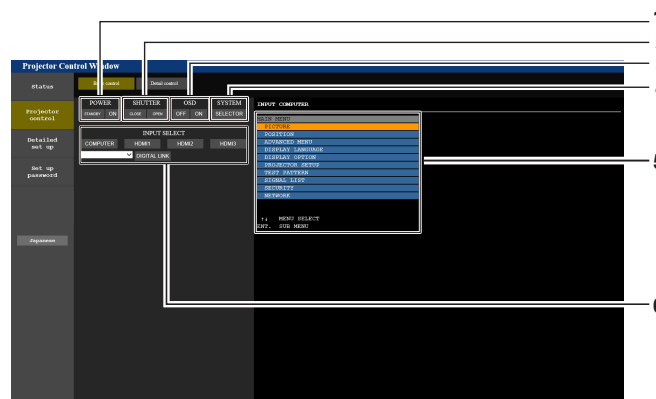 Projector Control Window
Status
Basic control
Detail control
POWER
SHUTTER
OSD
SYSTEM
STANDBY
ON
CLOSE
OPEN
OFF
ON
SELECTOR
Projector
control
Detailed
set up
Set up
password
Japanese
INPUT SELECT
COMPUTER
HDMI1
HDMI2
HDMI3
DIGITAL LINK
INPUT COMPUTER
MAIN MENU
PICTURE
POSITION
ADVANCED MENU
DISPLAY LANGUAGE
DISPLAY OPTION
PROJECTOR SETUP
TEST PATTERN
SIGNAL LIST
SECURITY
NETWORK
↑↓ MENU SELECT
ENT. SUB MENU
5
6